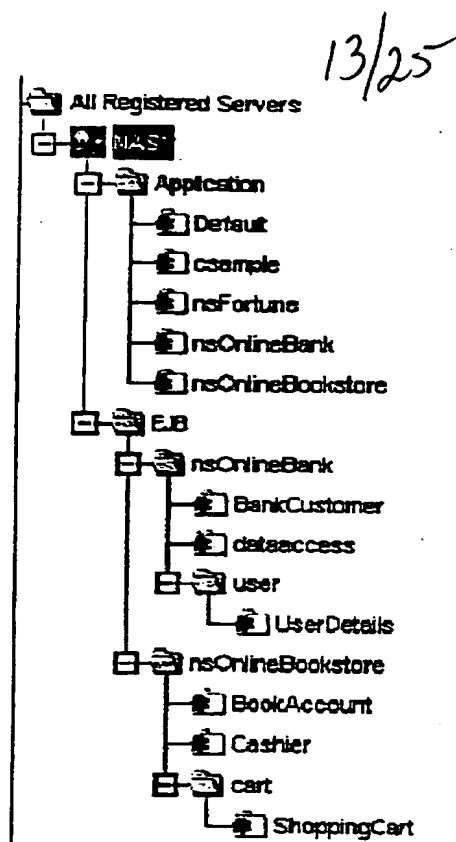 13/25
All Registered Servers
NAS1
Application
Default
csample
nsFortune
nsOnlineBank
nsOnlineBookstore
EJB
nsOnlineBank
BankCustomer
dataaccess
user
UserDetails
nsOnlineBookstore
BookAccount
Cashier
cart
ShoppingCart